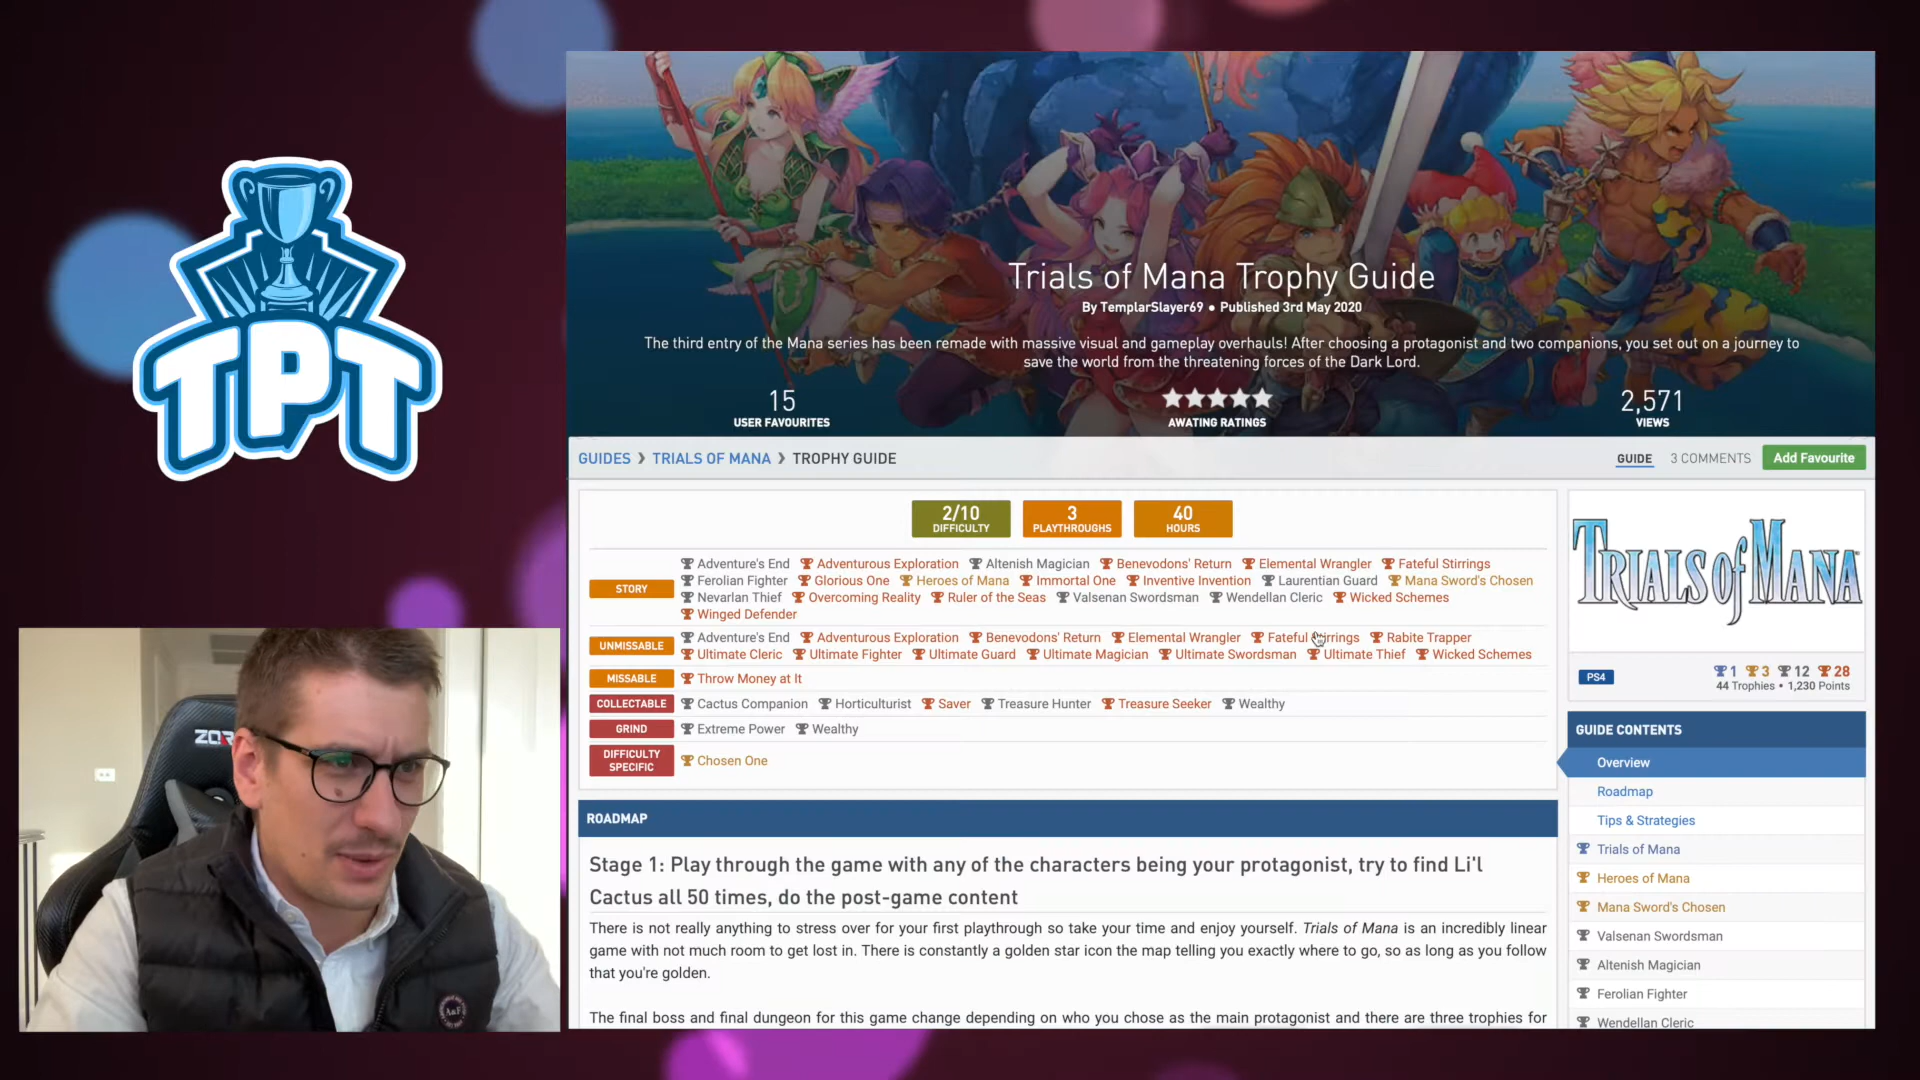 TPT
Trials of Mana Trophy Guide
By TemplarSlayer69 • Published 3rd May 2020
The third entry of the Mana series has been remade with massive visual and gameplay overhauls! After choosing a protagonist and two companions, you set out on a journey to
save the world from the threatening forces of the Dark Lord.
15
USER FAVOURITES
AWATING RATINGS
2,571
VIEWS
GUIDES > TRIALS OF MANA > TROPHY GUIDE
GUIDE 3 COMMENTS Add Favourite
2/10
DIFFICULTY
3
PLAYTHROUGHS
40
HOURS
STORY
Adventure's End Adventurous Exploration Altenish Magician Benevodons' Return Elemental Wrangler Fateful Stirrings
Ferolian Fighter Glorious One Heroes of Mana Immortal One Inventive Invention Laurentian Guard Mana Sword's Chosen
Nevarlan Thief Overcoming Reality Ruler of the Seas Valsenan Swordsman Wendellan Cleric Wicked Schemes
Winged Defender
UNMISSABLE
Adventure's End Adventurous Exploration Benevodons' Return Elemental Wrangler Fateful Stirrings Rabite Trapper
Ultimate Cleric Ultimate Fighter Ultimate Guard Ultimate Magician Ultimate Swordsman Ultimate Thief Wicked Schemes
MISSABLE Throw Money at It
COLLECTABLE Cactus Companion Horticulturist Saver Treasure Hunter Treasure Seeker Wealthy
GRIND Extreme Power Wealthy
DIFFICULTY
SPECIFIC
Chosen One
ROADMAP
Stage 1: Play through the game with any of the characters being your protagonist, try to find Li'l
Cactus all 50 times, do the post-game content
There is not really anything to stress over for your first playthrough so take your time and enjoy yourself. Trials of Mana is an incredibly linear
game with not much room to get lost in. There is constantly a golden star icon the map telling you exactly where to go, so as long as you follow
that you're golden.
The final boss and final dungeon for this game change depending on who you chose as the main protagonist and there are three trophies for
TRIALS of MANA
PS4
1 3 12 28
44 Trophies • 1,230 Points
GUIDE CONTENTS
Overview
Roadmap
Tips & Strategies
Trials of Mana
Heroes of Mana
Mana Sword's Chosen
Valsenan Swordsman
Altenish Magician
Ferolian Fighter
Wendellan Cleric